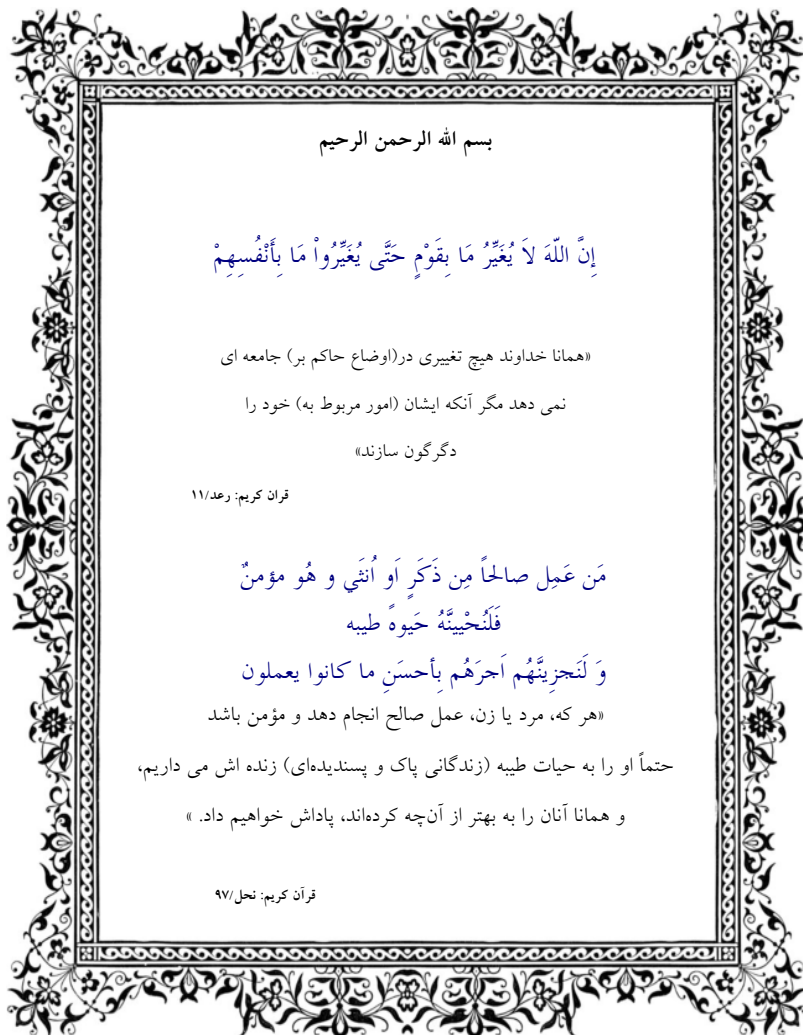 بسم الله الرحمن الرحيم
إِنَّ اللّهَ لاَ يُغَيِّرُ مَا بِقَوْمٍ حَتَّى يُغَيِّرُواْ مَا بِأَنْفُسِهِمْ
«همانا خداوند هیچ تغییری در(اوضاع حاکم بر) جامعه ای
نمی دهد مگر آنکه ایشان (امور مربوط به) خود را
دگرگون سازند»
قران کریم: رعد/۱۱
مَن عَمِل صالحاً مِن ذَكَرٍ اَو اُنثَي و هُو مؤمنٌ
فَلَنُحْيينَّهُ حَيوهً طيبه
وَ لَنَجزِينَّهُم اَجرَهُم بِأحسَنِ ما كانوا يعملون
«هر که، مرد یا زن، عمل صالح انجام دهد و مؤمن باشد
حتماً او را به حیات طیبه (زندگانی پاک و پسندیده‌ای) زنده اش می داریم،
و همانا آنان را به بهتر از آن‌چه کرده‌اند، پاداش خواهیم داد. »
قرآن کریم: نحل/۹۷